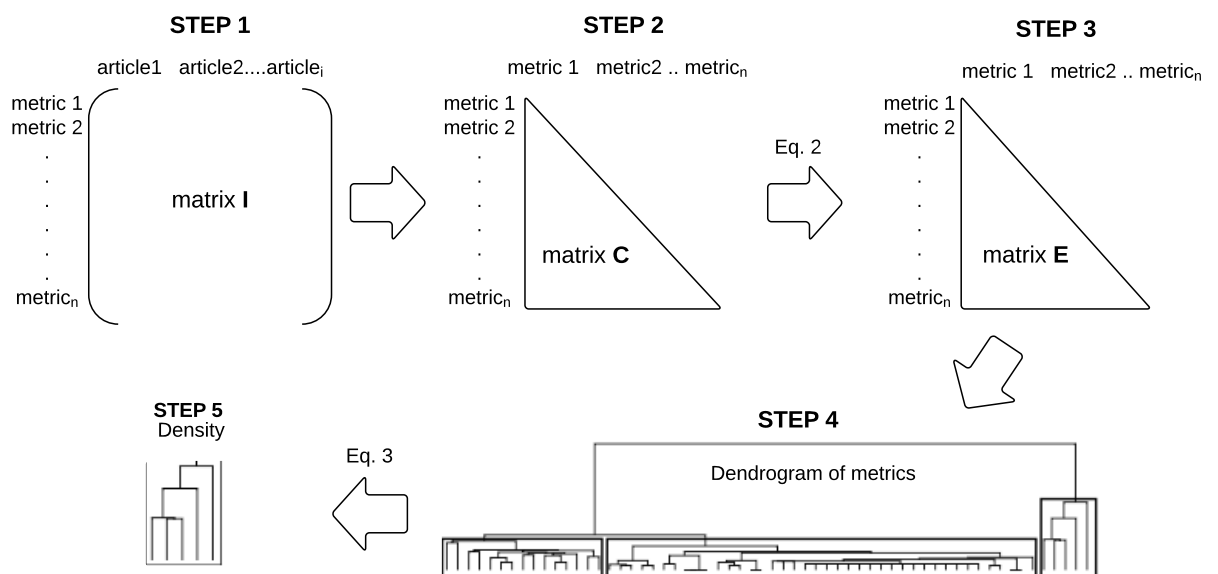 STEP 1
article1 article2....articleᵢ
metric 1
metric 2
.
.
.
.
.
.
metricₙ
matrix I
STEP 2
metric 1 metric2 .. metricₙ
metric 1
metric 2
.
.
.
.
.
.
metricₙ
matrix C
Eq. 2
STEP 3
metric 1 metric2 .. metricₙ
metric 1
metric 2
.
.
.
.
.
.
metricₙ
matrix E
STEP 4
Dendrogram of metrics
Eq. 3
STEP 5
Density